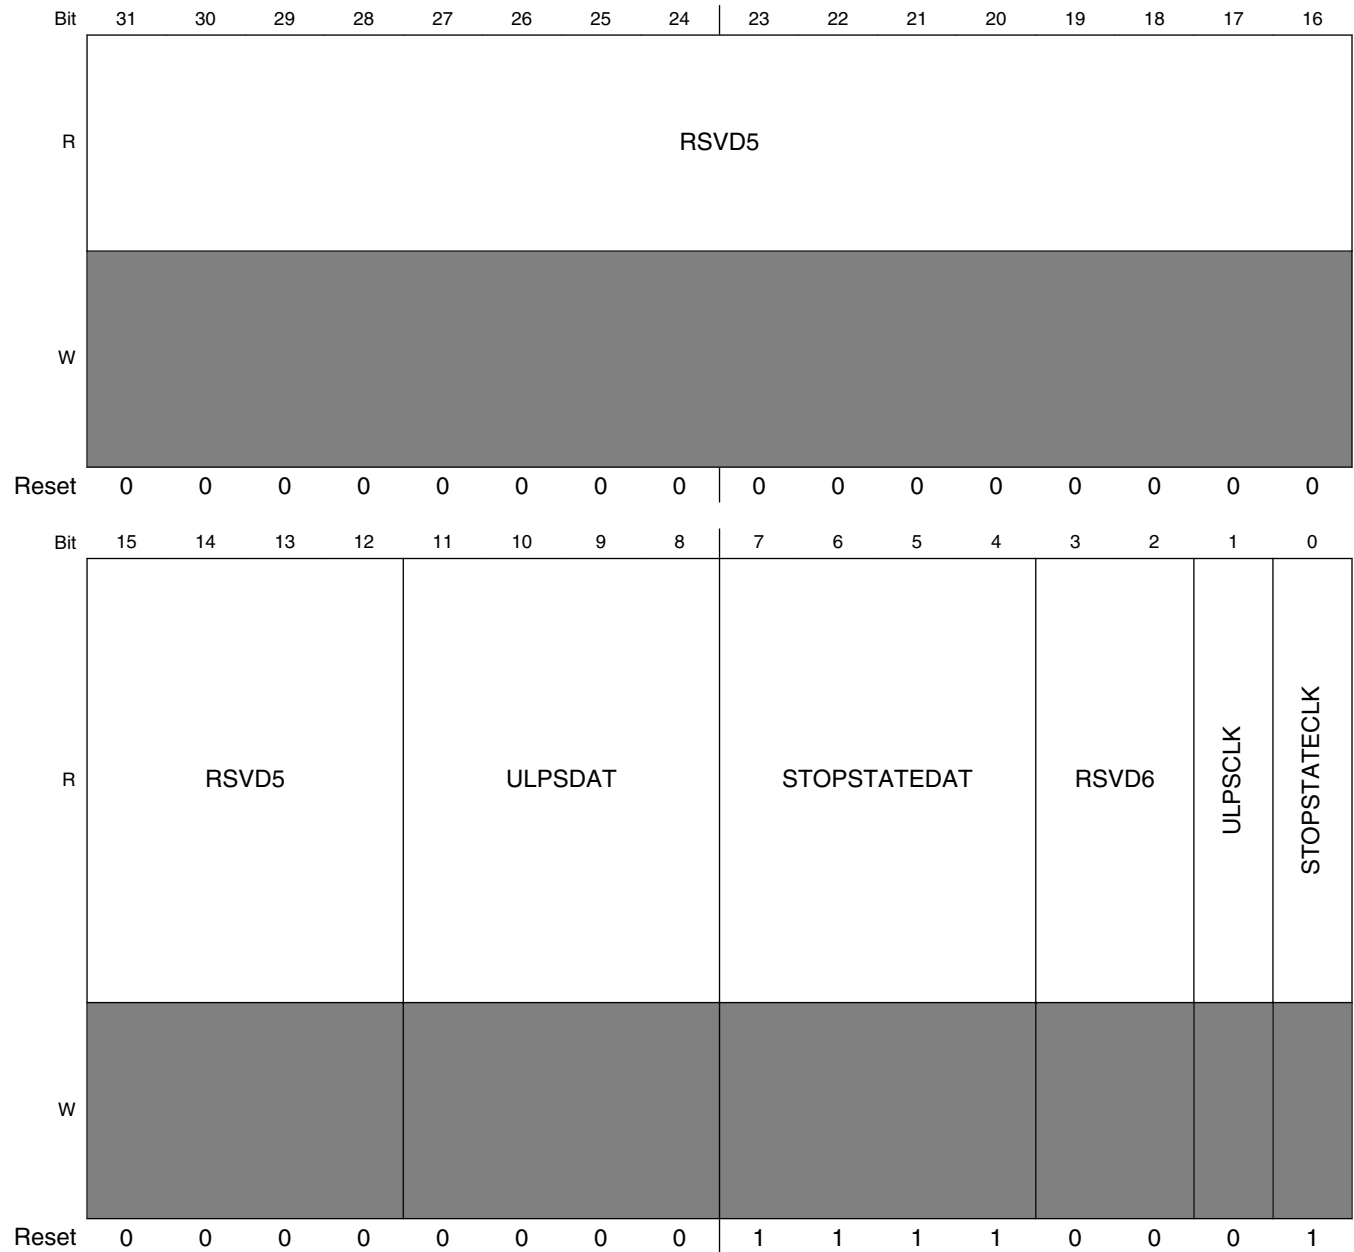 Bit 31 30 29 28 27 26 25 24 23 22 21 20 19 18 17 16
R RSVD5
W
Reset 0 0 0 0 0 0 0 0 0 0 0 0 0 0 0 0
Bit 15 14 13 12 11 10 9 8 7 6 5 4 3 2 1 0
R RSVD5 ULPSDAT STOPSTATEDAT RSVD6 ULPSCLK STOPSTATECLK
W
Reset 0 0 0 0 0 0 0 0 1 1 1 1 0 0 0 1